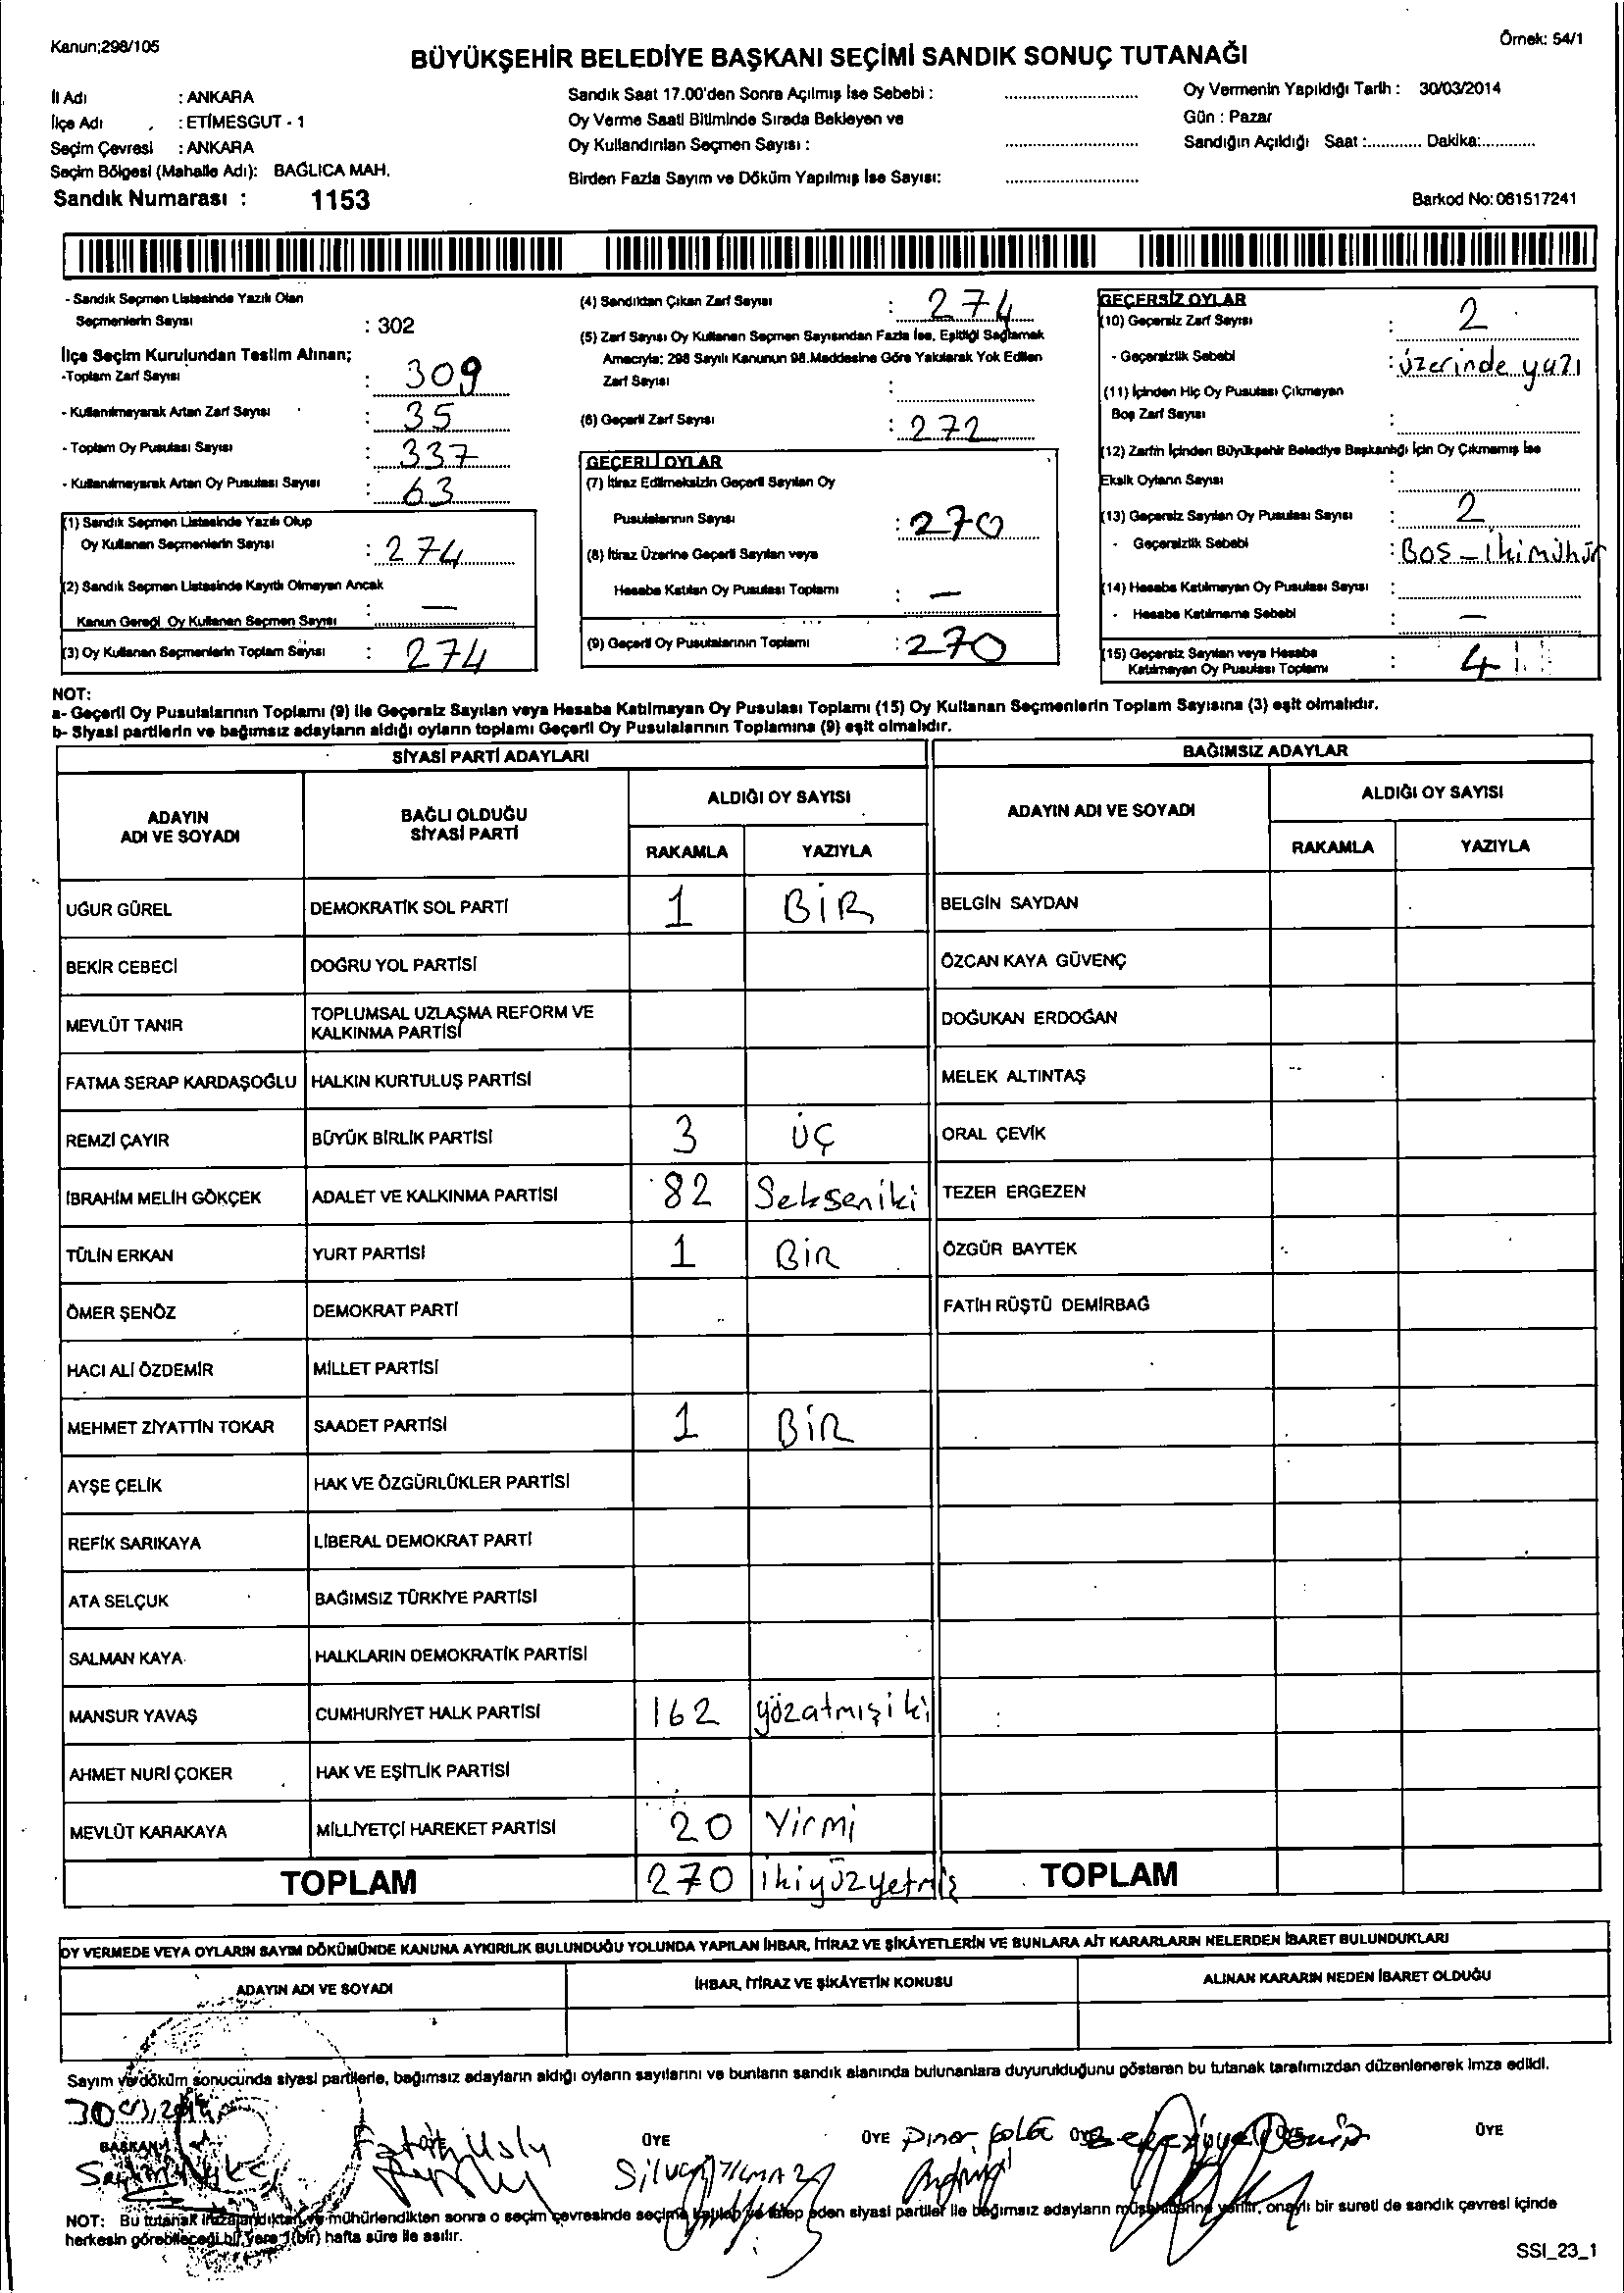 Kanun;298/105
Örnek: 54/1
BÜYÜKŞEHİR BELEDİYE BAŞKANI SEÇİMİ SANDIK SONUÇ TUTANAĞI
İl Adı : ANKARA
İlçe Adı : ETİMESGUT - 1
Seçim Çevresi : ANKARA
Seçim Bölgesi (Mahalle Adı): BAĞLICA MAH.
Sandık Numarası : 1153
Sandık Saat 17.00'den Sonra Açılmış İse Sebebi : ..............................
Oy Verme Saati Bitiminde Sırada Bekleyen ve
Oy Kullandırılan Seçmen Sayısı : ..............................
Birden Fazla Sayım ve Döküm Yapılmış İse Sayısı: ..............................
Oy Vermenin Yapıldığı Tarih : 30/03/2014
Gün : Pazar
Sandığın Açıldığı Saat :............ Dakika:............
Barkod No: 061517241
- Sandık Seçmen Listesinde Yazılı Olan
Seçmenlerin Sayısı : 302
İlçe Seçim Kurulundan Teslim Alınan;
-Toplam Zarf Sayısı : 309
- Kullanılmayarak Artan Zarf Sayısı : 35
- Toplam Oy Pusulası Sayısı : 337
- Kullanılmayarak Artan Oy Pusulası Sayısı : 63
(1) Sandık Seçmen Listesinde Yazılı Olup
Oy Kullanan Seçmenlerin Sayısı : 274
(2) Sandık Seçmen Listesinde Kayıtlı Olmayan Ancak
Kanun Gereği Oy Kullanan Seçmen Sayısı : —
(3) Oy Kullanan Seçmenlerin Toplam Sayısı : 274
(4) Sandıktan Çıkan Zarf Sayısı : 274
(5) Zarf Sayısı Oy Kullanan Seçmen Sayısından Fazla İse, Eşitliği Sağlamak
Amacıyla; 298 Sayılı Kanunun 98.Maddesine Göre Yakılarak Yok Edilen
Zarf Sayısı :
(6) Geçerli Zarf Sayısı : 272
GEÇERLİ OYLAR
(7) İtiraz Edilmeksizin Geçerli Sayılan Oy
Pusulalarının Sayısı : 270
(8) İtiraz Üzerine Geçerli Sayılan veya
Hesaba Katılan Oy Pusulası Toplamı : —
(9) Geçerli Oy Pusulalarının Toplamı : 270
GEÇERSİZ OYLAR
(10) Geçersiz Zarf Sayısı : 2
- Geçersizlik Sebebi : üzerinde yazı
(11) İçinden Hiç Oy Pusulası Çıkmayan
Boş Zarf Sayısı :
(12) Zarfın İçinden Büyükşehir Belediye Başkanlığı İçin Oy Çıkmamış İse
Eksik Oyların Sayısı :
(13) Geçersiz Sayılan Oy Pusulası Sayısı : 2
- Geçersizlik Sebebi : Bos - ikimühür
(14) Hesaba Katılmayan Oy Pusulası Sayısı :
- Hesaba Katılmama Sebebi : —
(15) Geçersiz Sayılan veya Hesaba
Katılmayan Oy Pusulası Toplamı : 4
NOT:
a- Geçerli Oy Pusulalarının Toplamı (9) ile Geçersiz Sayılan veya Hesaba Katılmayan Oy Pusulası Toplamı (15) Oy Kullanan Seçmenlerin Toplam Sayısına (3) eşit olmalıdır.
b- Siyasi partilerin ve bağımsız adayların aldığı oyların toplamı Geçerli Oy Pusulalarının Toplamına (9) eşit olmalıdır.
SİYASİ PARTİ ADAYLARI
BAĞIMSIZ ADAYLAR
ADAYIN
ADI VE SOYADI
BAĞLI OLDUĞU
SİYASİ PARTİ
ALDIĞI OY SAYISI
RAKAMLA YAZIYLA
ADAYIN ADI VE SOYADI
ALDIĞI OY SAYISI
RAKAMLA YAZIYLA
UĞUR GÜREL DEMOKRATİK SOL PARTİ 1 BİR BELGİN SAYDAN
BEKİR CEBECİ DOĞRU YOL PARTİSİ ÖZCAN KAYA GÜVENÇ
MEVLÜT TANIR TOPLUMSAL UZLAŞMA REFORM VE
KALKINMA PARTİSİ DOĞUKAN ERDOĞAN
FATMA SERAP KARDAŞOĞLU HALKIN KURTULUŞ PARTİSİ MELEK ALTINTAŞ
REMZİ ÇAYIR BÜYÜK BİRLİK PARTİSİ 3 ÜÇ ORAL ÇEVİK
İBRAHİM MELİH GÖKÇEK ADALET VE KALKINMA PARTİSİ 82 Sekseniki TEZER ERGEZEN
TÜLİN ERKAN YURT PARTİSİ 1 BİR ÖZGÜR BAYTEK
ÖMER ŞENÖZ DEMOKRAT PARTİ FATİH RÜŞTÜ DEMİRBAĞ
HACI ALİ ÖZDEMİR MİLLET PARTİSİ
MEHMET ZİYATTİN TOKAR SAADET PARTİSİ 1 BİR
AYŞE ÇELİK HAK VE ÖZGÜRLÜKLER PARTİSİ
REFİK SARIKAYA LİBERAL DEMOKRAT PARTİ
ATA SELÇUK BAĞIMSIZ TÜRKİYE PARTİSİ
SALMAN KAYA HALKLARIN DEMOKRATİK PARTİSİ
MANSUR YAVAŞ CUMHURİYET HALK PARTİSİ 162 yüzatmışiki
AHMET NURİ ÇOKER HAK VE EŞİTLİK PARTİSİ
MEVLÜT KARAKAYA MİLLİYETÇİ HAREKET PARTİSİ 20 Yirmi
TOPLAM 270 ikiyüzyetmiş TOPLAM
OY VERMEDE VEYA OYLARIN SAYIM DÖKÜMÜNDE KANUNA AYKIRILIK BULUNDUĞU YOLUNDA YAPILAN İHBAR, İTİRAZ VE ŞİKÂYETLERİN VE BUNLARA AİT KARARLARIN NELERDEN İBARET BULUNDUKLARI
ADAYIN ADI VE SOYADI
İHBAR, İTİRAZ VE ŞİKÂYETİN KONUSU
ALINAN KARARIN NEDEN İBARET OLDUĞU
Sayım ve döküm sonucunda siyasi partilerle, bağımsız adayların aldığı oyların sayılarını ve bunların sandık alanında bulunanlara duyurulduğunu gösteren bu tutanak tarafımızdan düzenlenerek imza edildi.
BAŞKAN
Fatih Uslu
ÜYE
ÜYE Pınar
ÜYE
NOT: Bu tutanak imzalandıktan ve mühürlendikten sonra o seçim çevresinde seçime katılan ve talep eden siyasi partiler ile bağımsız adayların müşahitlerine verilir, onaylı bir sureti de sandık çevresi içinde
herkesin görebileceği bir yere 1(bir) hafta süre ile asılır.
SSI_23_1